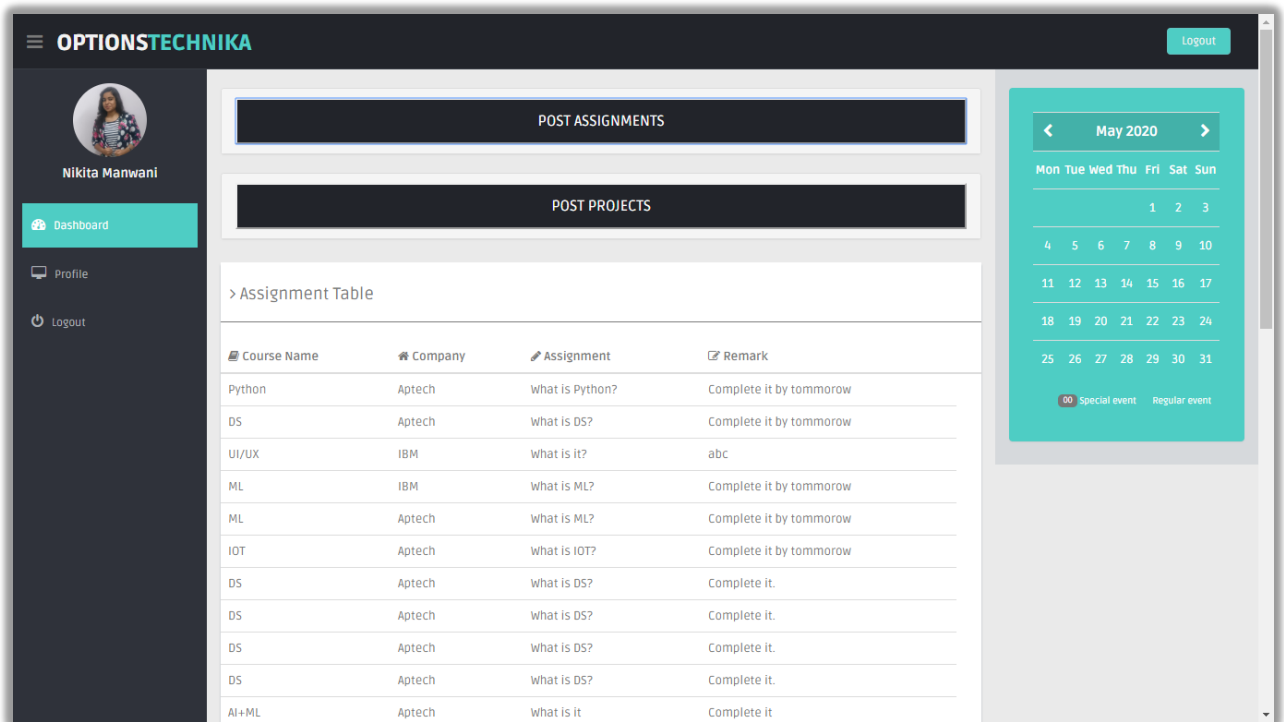 OPTIONSTECHNIKA
Logout
Nikita Manwani
Dashboard
Profile
Logout
POST ASSIGNMENTS
POST PROJECTS
> Assignment Table
Course Name Company Assignment Remark
Python Aptech What is Python? Complete it by tommorow
DS Aptech What is DS? Complete it by tommorow
UI/UX IBM What is it? abc
ML IBM What is ML? Complete it by tommorow
ML Aptech What is ML? Complete it by tommorow
IOT Aptech What is IOT? Complete it by tommorow
DS Aptech What is DS? Complete it.
DS Aptech What is DS? Complete it.
DS Aptech What is DS? Complete it.
DS Aptech What is DS? Complete it.
AI+ML Aptech What is it Complete it
May 2020
Mon Tue Wed Thu Fri Sat Sun
1 2 3
4 5 6 7 8 9 10
11 12 13 14 15 16 17
18 19 20 21 22 23 24
25 26 27 28 29 30 31
00 Special event Regular event